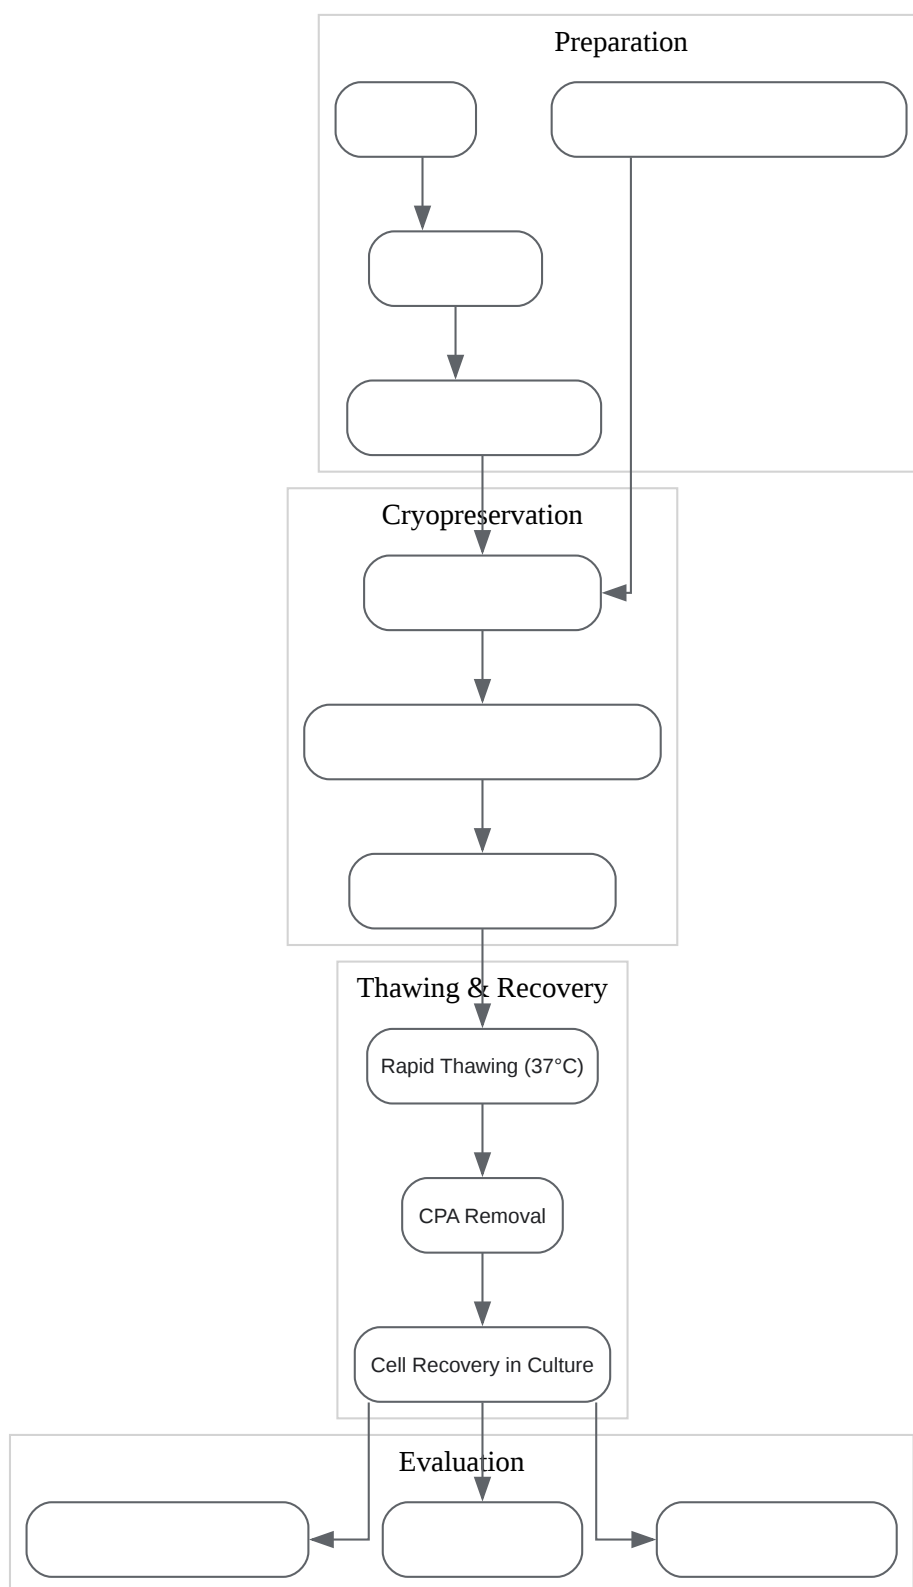 Preparation
Cryopreservation
Thawing & Recovery
Rapid Thawing (37°C)
CPA Removal
Cell Recovery in Culture
Evaluation